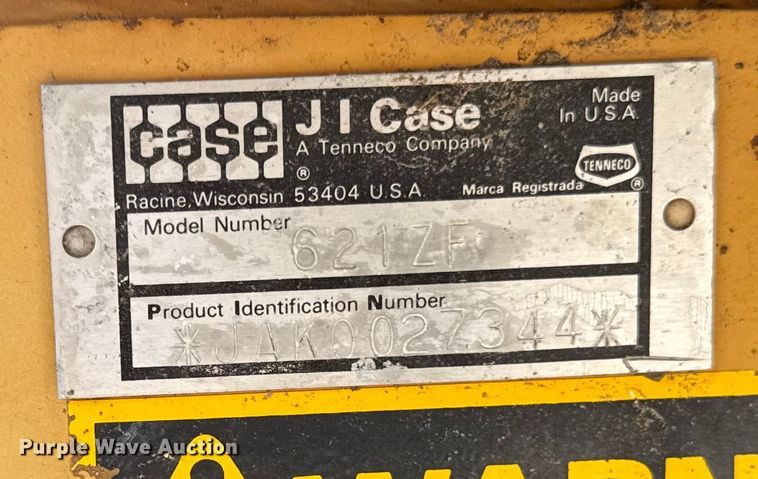 case
J I Case
A Tenneco Company
®
Made
In U.S.A.
TENNECO
®
Racine, Wisconsin 53404 U.S.A.
Marca Registrada
Model Number
621ZF
Product Identification Number
*JAK0027344*
WARN
Purple Wave Auction